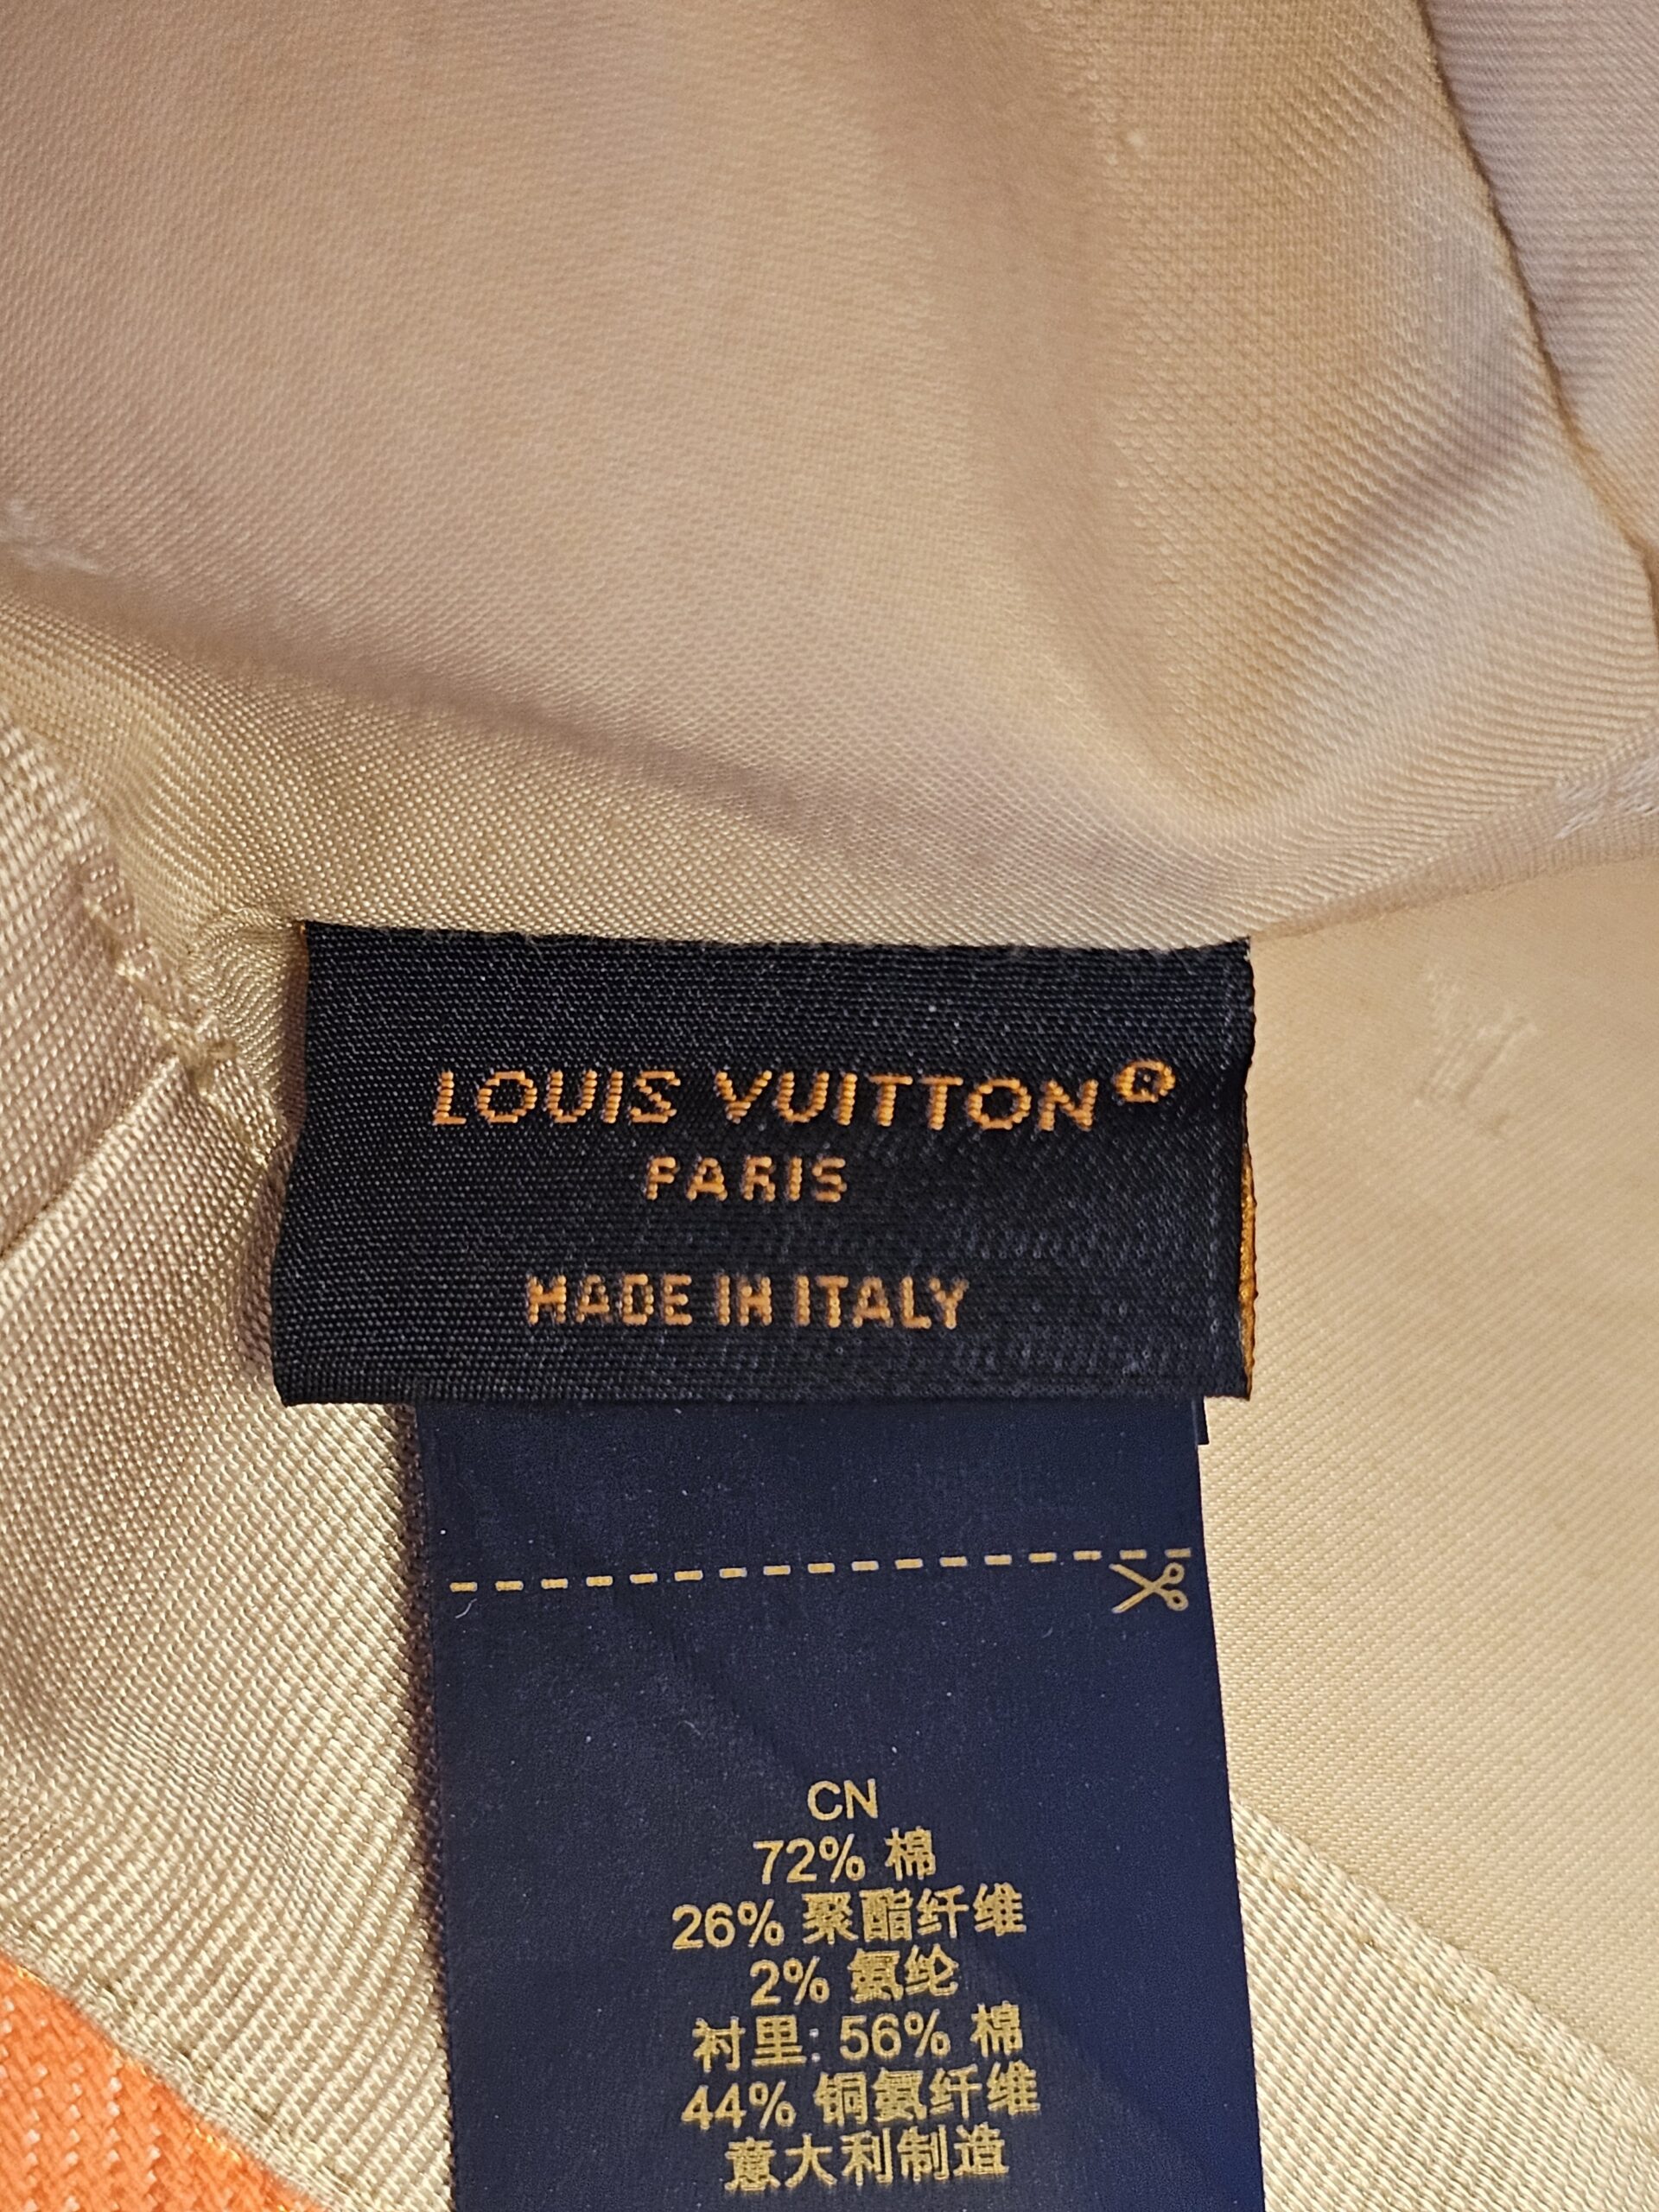 LOUIS VUITTON®
PARIS
MADE IN ITALY
CN
72% 棉
26% 聚酯纤维
2% 氨纶
衬里: 56% 棉
44% 铜氨纤维
意大利制造